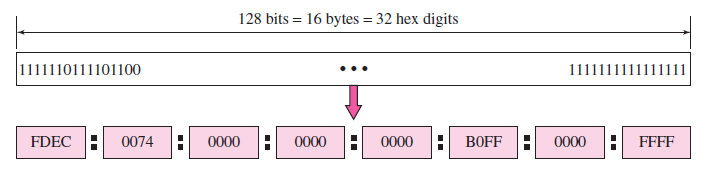 128 bits = 16 bytes = 32 hex digits
1111110111101100 ••• 1111111111111111
FDEC : 0074 : 0000 : 0000 : 0000 : B0FF : 0000 : FFFF